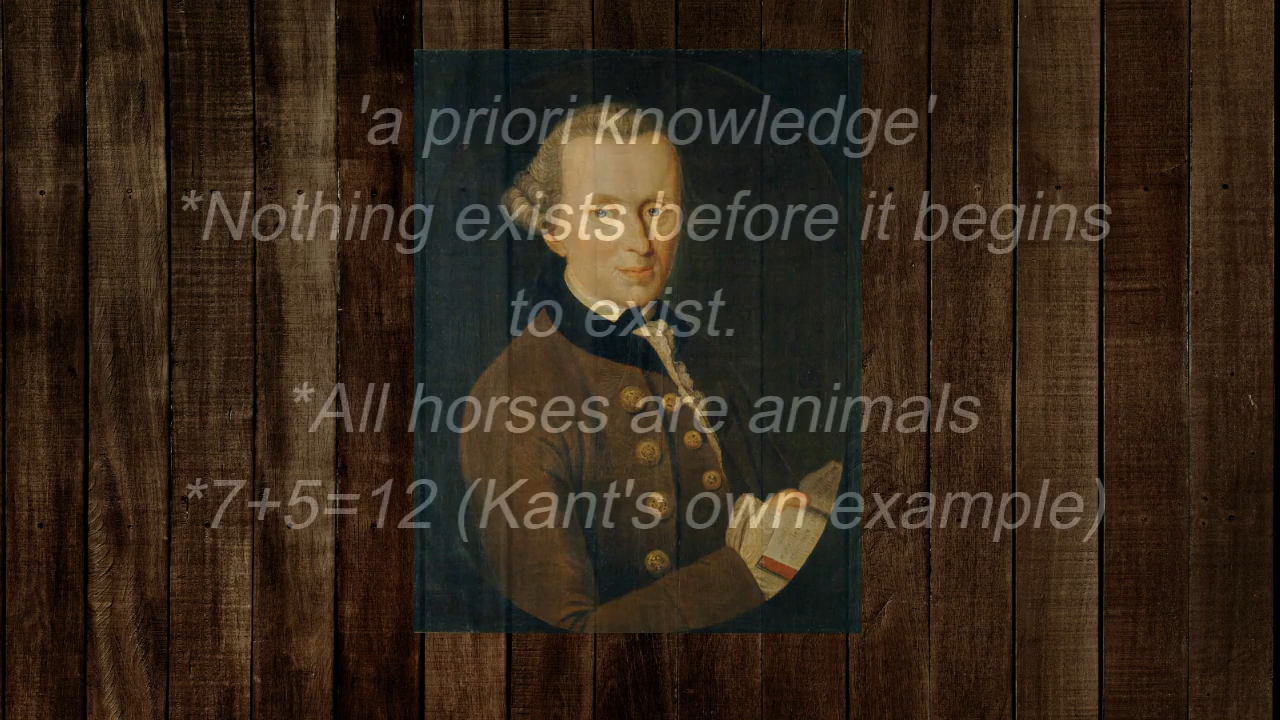 'a priori knowledge'
*Nothing exists before it begins
to exist.
*All horses are animals
*7+5=12 (Kant's own example)